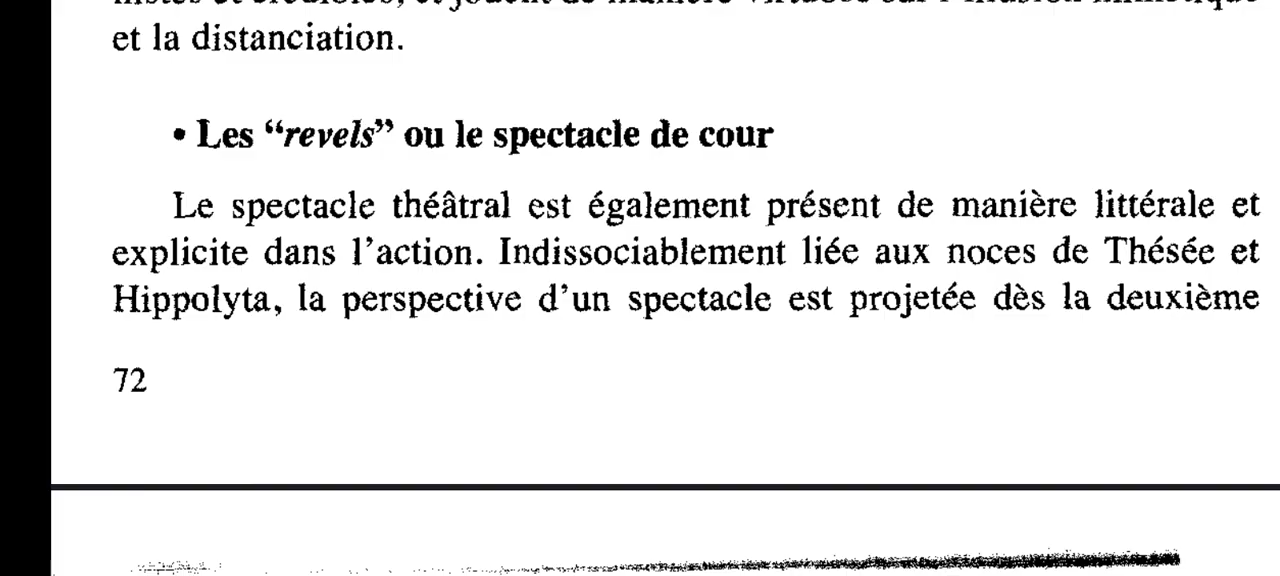 et la distanciation.
• Les “revels” ou le spectacle de cour
Le spectacle théâtral est également présent de manière littérale et
explicite dans l’action. Indissociablement liée aux noces de Thésée et
Hippolyta, la perspective d’un spectacle est projetée dès la deuxième
72